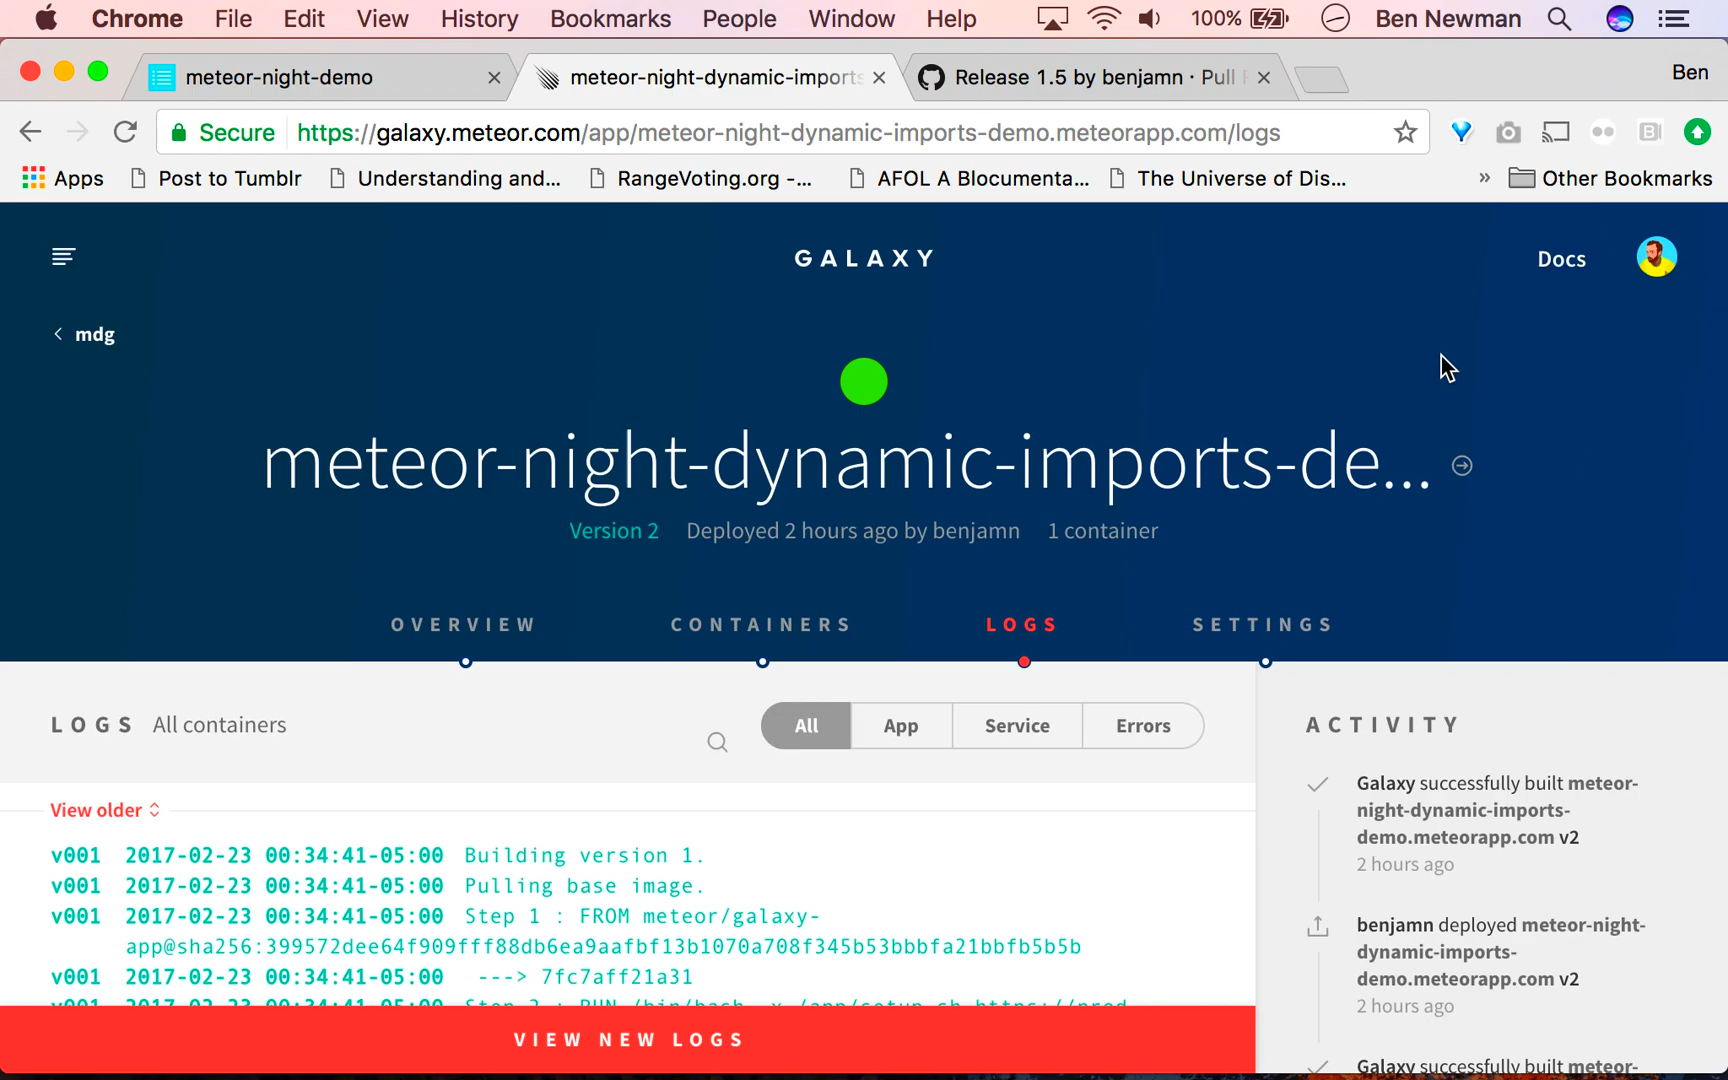 Chrome File Edit View History Bookmarks People Window Help 100% Ben Newman
meteor-night-demo
meteor-night-dynamic-imports
Release 1.5 by benjamn · Pull
Ben
Secure https://galaxy.meteor.com/app/meteor-night-dynamic-imports-demo.meteorapp.com/logs
Apps Post to Tumblr Understanding and... RangeVoting.org -... AFOL A Blocumenta... The Universe of Dis... » Other Bookmarks
GALAXY
Docs
mdg
meteor-night-dynamic-imports-de...
Version 2 Deployed 2 hours ago by benjamn 1 container
OVERVIEW CONTAINERS LOGS SETTINGS
LOGS All containers
All App Service Errors
View older
v001 2017-02-23 00:34:41-05:00 Building version 1.
v001 2017-02-23 00:34:41-05:00 Pulling base image.
v001 2017-02-23 00:34:41-05:00 Step 1 : FROM meteor/galaxy-
app@sha256:399572dee64f909fff88db6ea9aafbf13b1070a708f345b53bbbfa21bbfb5b5b
v001 2017-02-23 00:34:41-05:00 ---> 7fc7aff21a31
VIEW NEW LOGS
ACTIVITY
Galaxy successfully built meteor-
night-dynamic-imports-
demo.meteorapp.com v2
2 hours ago
benjamn deployed meteor-night-
dynamic-imports-
demo.meteorapp.com v2
2 hours ago
Galaxy successfully built meteor-